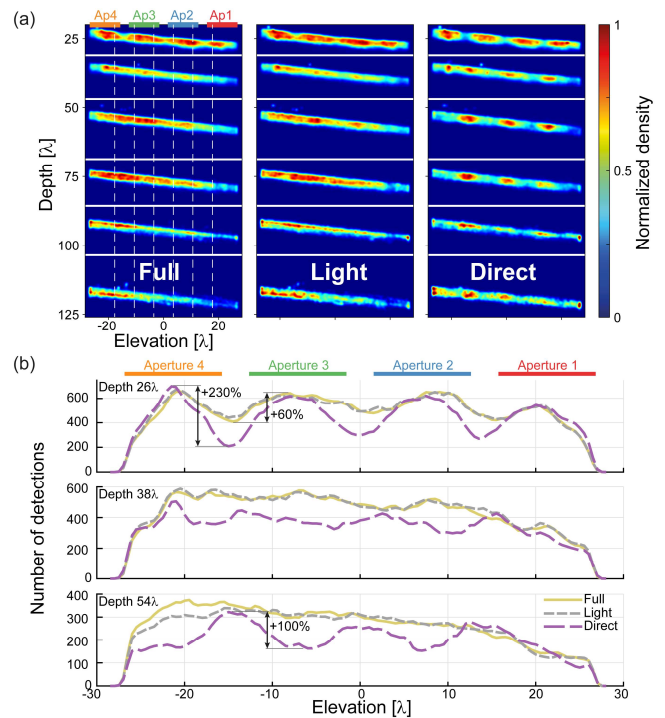 (a)
Ap4 Ap3 Ap2 Ap1
25
50
75
100
125
Depth [λ]
Full
Light
Direct
-20 0 20
Elevation [λ]
1
0.5
0
Normalized density
(b)
Aperture 4 Aperture 3 Aperture 2 Aperture 1
Depth 26λ
600
400
200
0
+230%
+60%
Depth 38λ
600
400
200
0
Depth 54λ
400
300
200
100
0
+100%
Full
Light
Direct
Number of detections
-30 -20 -10 0 10 20 30
Elevation [λ]